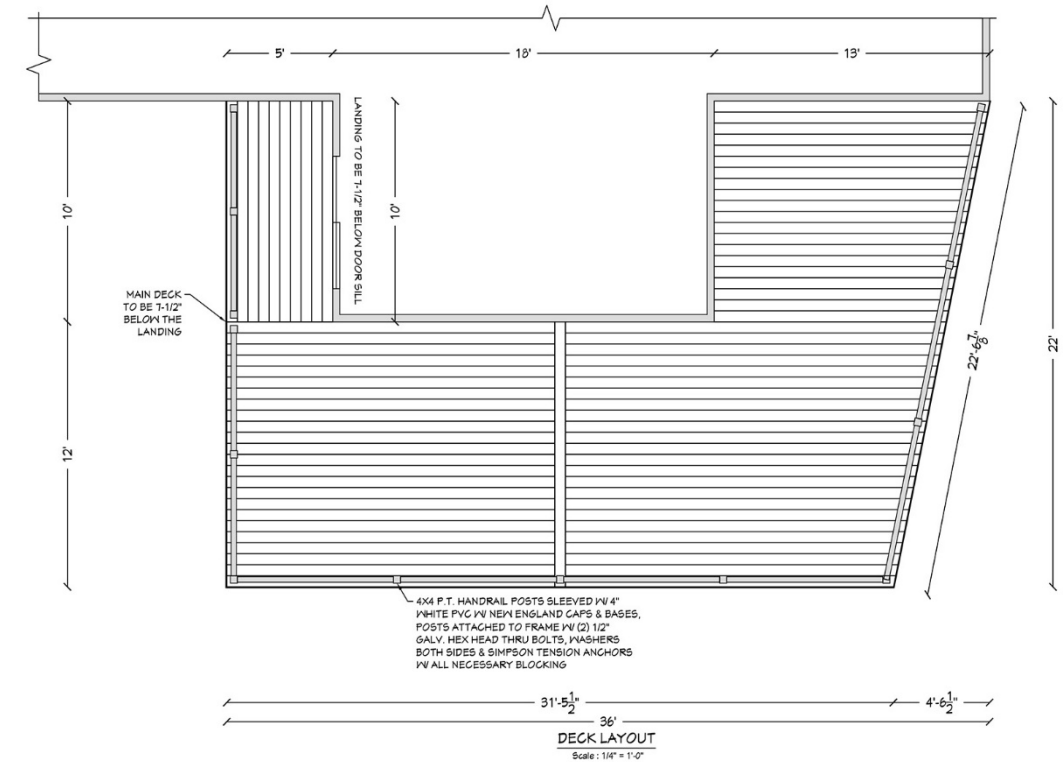 5'
18'
13'
LANDING TO BE 7-1/2" BELOW DOOR SILL
10'
10'
MAIN DECK
TO BE 7-1/2"
BELOW THE
LANDING
22'-6 7/8"
22'
12'
4X4 P.T. HANDRAIL POSTS SLEEVED W/ 4"
WHITE PVC W/ NEW ENGLAND CAPS & BASES,
POSTS ATTACHED TO FRAME W/ (2) 1/2"
GALV. HEX HEAD THRU BOLTS, WASHERS
BOTH SIDES & SIMPSON TENSION ANCHORS
W/ ALL NECESSARY BLOCKING
31'-5 1/2"
4'-6 1/2"
36'
DECK LAYOUT
Scale : 1/4" = 1'-0"